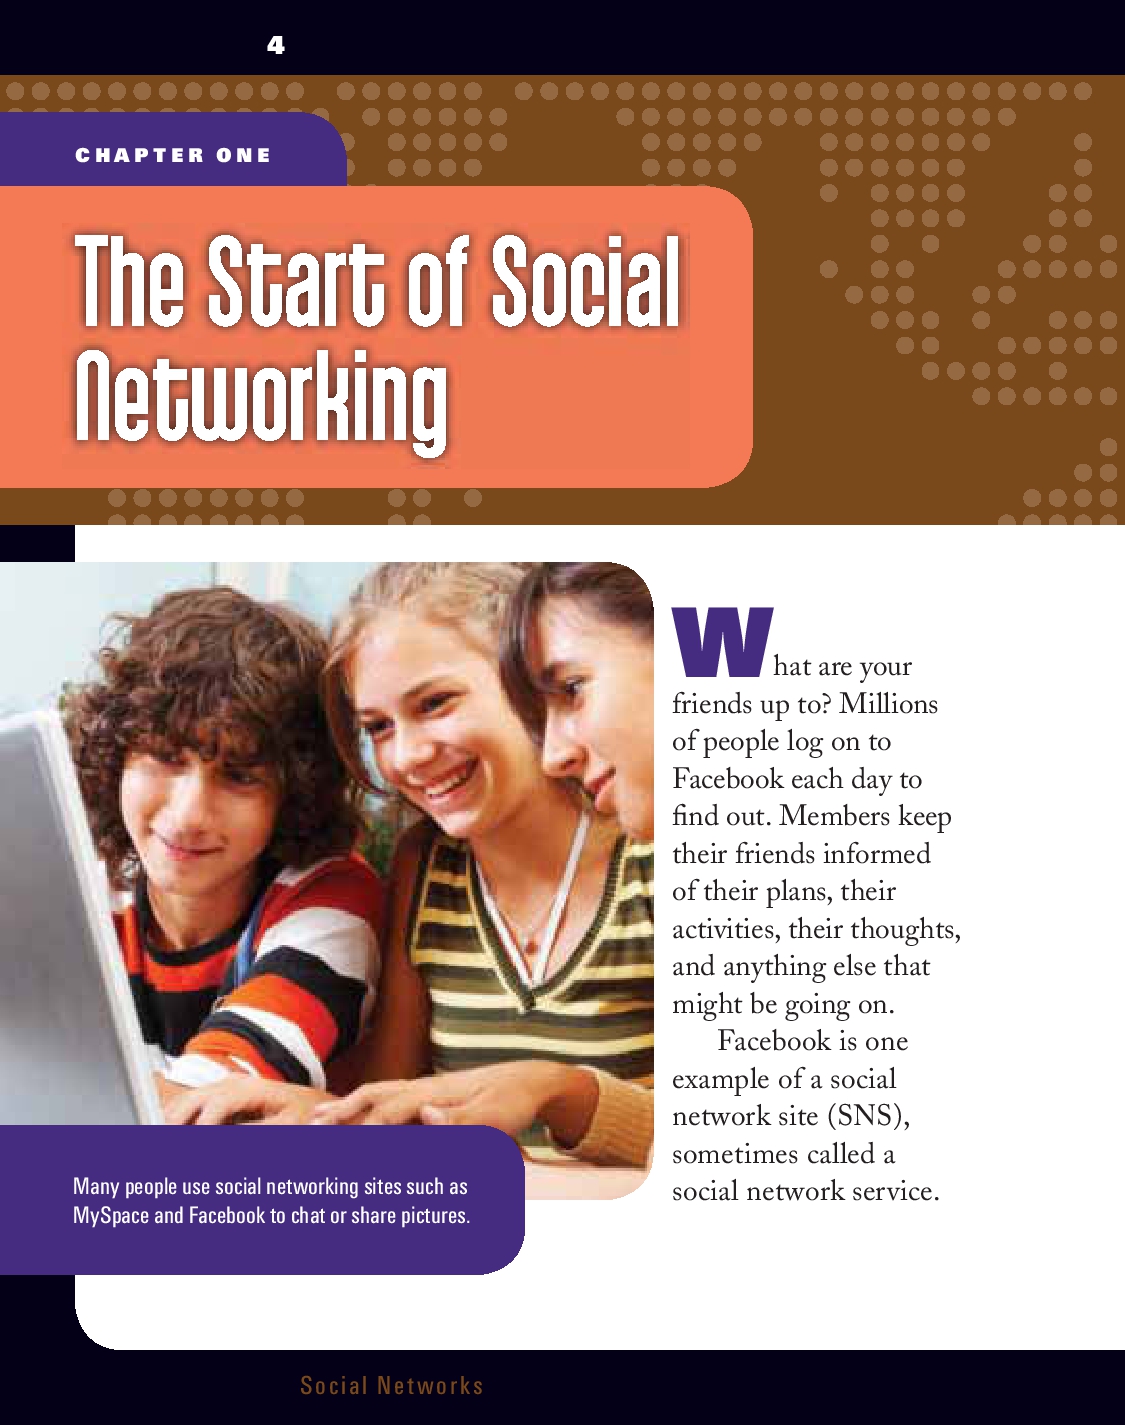 4
CHAPTER ONE
The Start of Social
Networking
What are your
friends up to? Millions
of people log on to
Facebook each day to
find out. Members keep
their friends informed
of their plans, their
activities, their thoughts,
and anything else that
might be going on.
Facebook is one
example of a social
network site (SNS),
sometimes called a
social network service.
Many people use social networking sites such as
MySpace and Facebook to chat or share pictures.
Social Networks